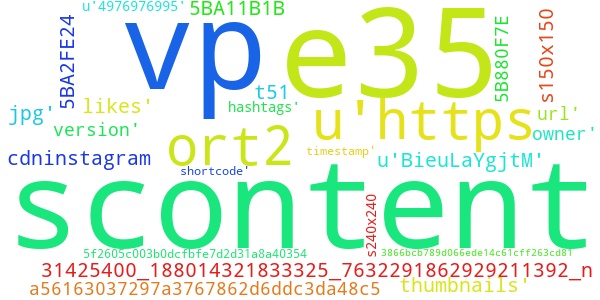 u'4976976995'
5BA11B1B
5BA2FE24
vp
e35
5B880F7E
s150x150
t51
likes'
hashtags'
jpg'
u'https
url'
version'
owner'
ort2
timestamp'
cdninstagram
u'BieuLaYgjtM'
shortcode'
scontent
s240x240
5f2605c003b0dcfbfe7d2d31a8a40354
3866bcb789d066ede14c61cff263cd81
31425400_188014321833325_7632291862929211392_n
a56163037297a3767862d6ddc3da48c5
thumbnails'